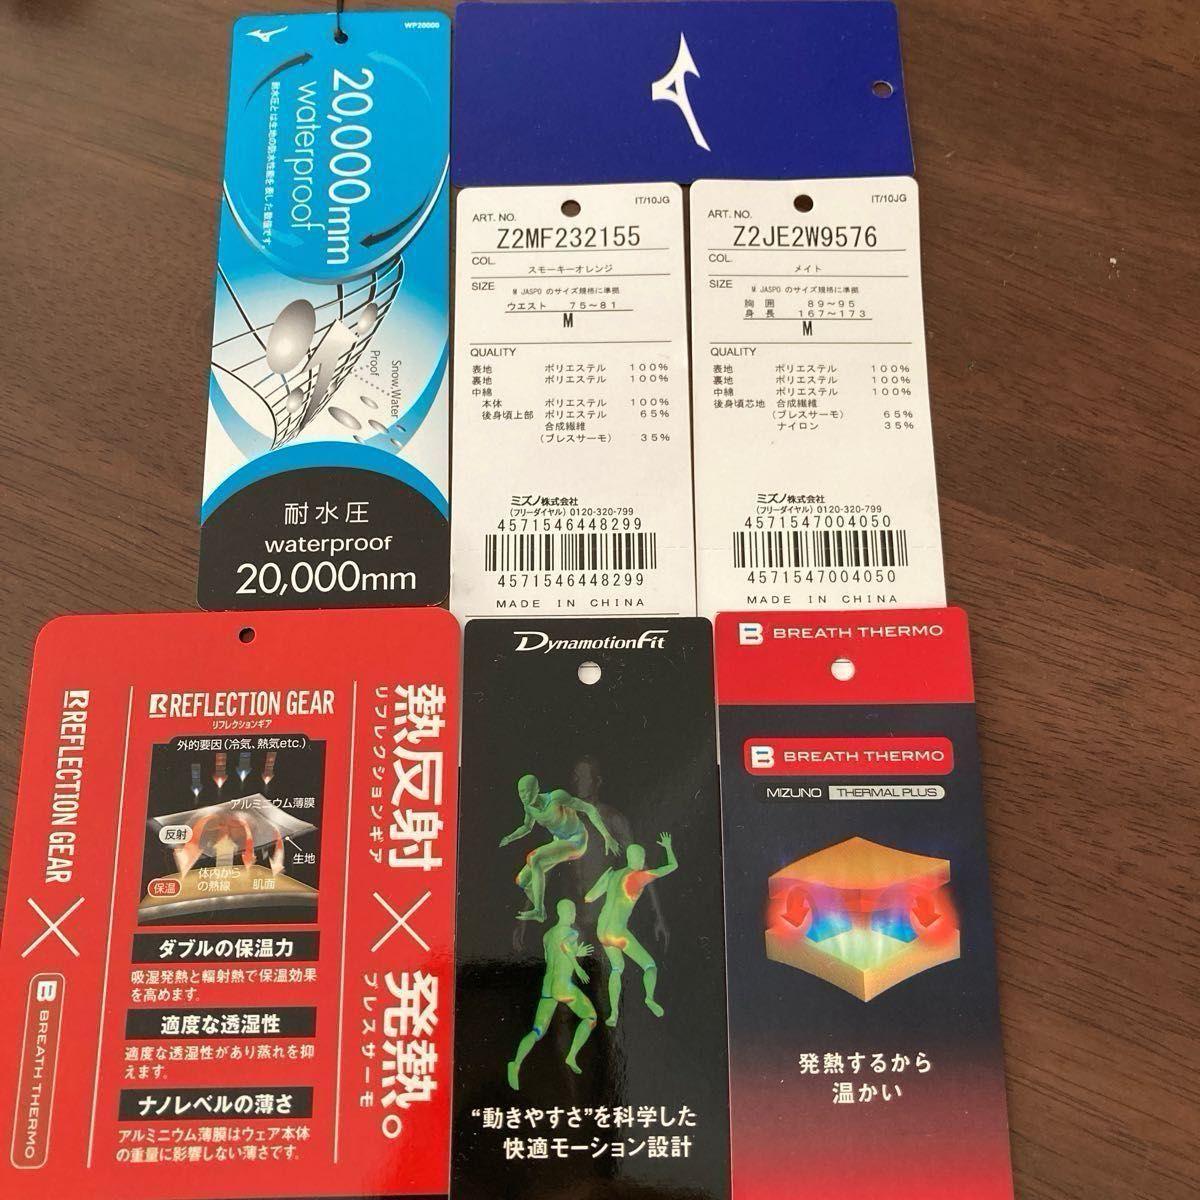 WP20000
20,000mm
waterproof
耐水圧とは生地の防水性能を表した数値です。
Snow,Water
Proof
耐水圧
waterproof
20,000mm
IT/10JG
ART. NO.
Z2MF232155
COL.
スモーキーオレンジ
SIZE
M JASPO のサイズ規格に準拠
ウエスト 75～81
M
QUALITY
表地 ポリエステル 100%
裏地 ポリエステル 100%
中綿
本体 ポリエステル 100%
後身頃上部 ポリエステル 65%
合成繊維
(ブレスサーモ) 35%
ミズノ株式会社
(フリーダイヤル) 0120-320-799
4571546448299
4571546448299
MADE IN CHINA
IT/10JG
ART. NO.
Z2JE2W9576
COL.
メイト
SIZE
M JASPO のサイズ規格に準拠
胸囲 89～95
身長 167～173
M
QUALITY
表地 ポリエステル 100%
裏地 ポリエステル 100%
中綿 ポリエステル 100%
後身頃芯地 合成繊維
(ブレスサーモ) 65%
ナイロン 35%
ミズノ株式会社
(フリーダイヤル) 0120-320-799
4571547004050
4571547004050
MADE IN CHINA
REFLECTION GEAR
×
BREATH THERMO
REFLECTION GEAR
リフレクションギア
外的要因(冷気、熱気etc.)
アルミニウム薄膜
反射
生地
体内から
の熱線
保温
肌面
ダブルの保温力
吸湿発熱と輻射熱で保温効果
を高めます。
適度な透湿性
適度な透湿性があり蒸れを抑
えます。
ナノレベルの薄さ
アルミニウム薄膜はウェア本体
の重量に影響しない薄さです。
熱反射×発熱。
リフレクションギア
ブレスサーモ
DynamotionFit
“動きやすさ”を科学した
快適モーション設計
BREATH THERMO
BREATH THERMO
MIZUNO THERMAL PLUS
発熱するから
温かい